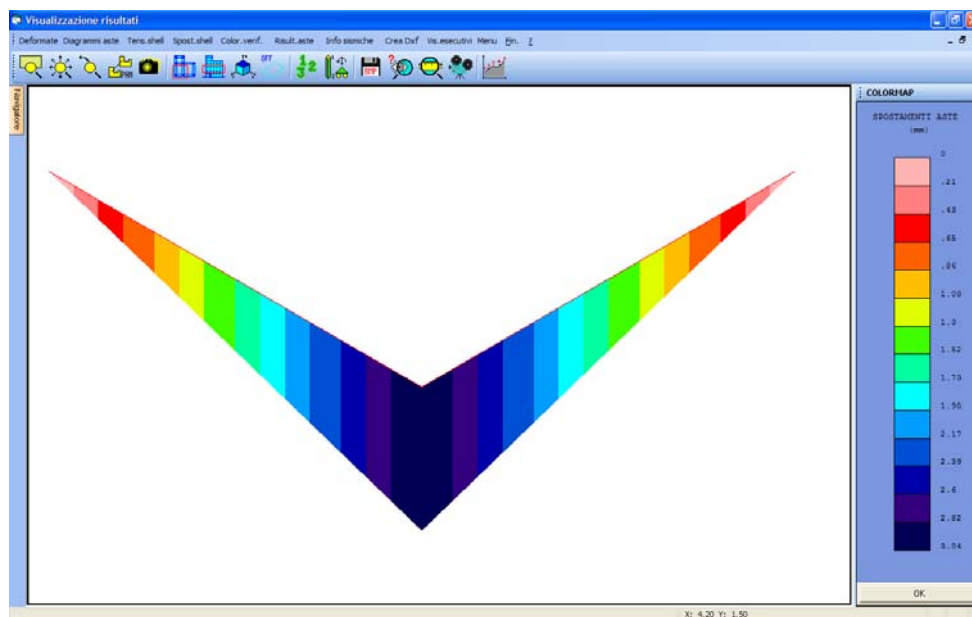 Visualizzazione risultati
Deformate Diagrammi aste Tens.shell Spost.shell Color.verif. Risult.aste Info sismiche Crea Dxf Vis.esecutivi Menu Fin. ?
OFF
Navigatore
COLORMAP
SPOSTAMENTI ASTE
(mm)
0
.21
.43
.65
.86
1.08
1.3
1.52
1.73
1.95
2.17
2.39
2.6
2.82
3.04
OK
X: 4.20 Y: 1.50